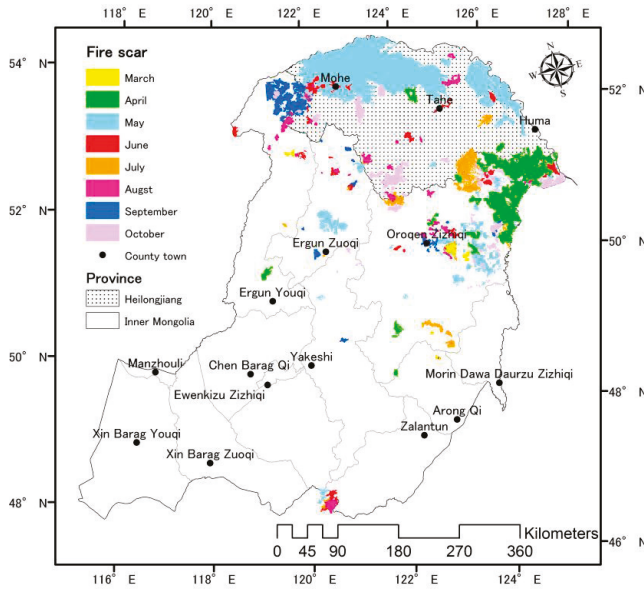 118° E 120° E 122° E 124° E 126° E 128° E
54° N
52° N
50° N
48° N
52° N
50° N
48° N
46° N
N
E
S
W
Fire scar
March
April
May
June
July
Augst
September
October
County town
Province
Heilongjiang
Inner Mongolia
Mohe
Tahe
Huma
Oroqen Zizhiqi
Ergun Zuoqi
Ergun Youqi
Manzhouli
Chen Barag Qi
Yakeshi
Ewenkizu Zizhiqi
Morin Dawa Daurzu Zizhiqi
Arong Qi
Zalantun
Xin Barag Youqi
Xin Barag Zuoqi
Kilometers
0 45 90 180 270 360
116° E 118° E 120° E 122° E 124° E